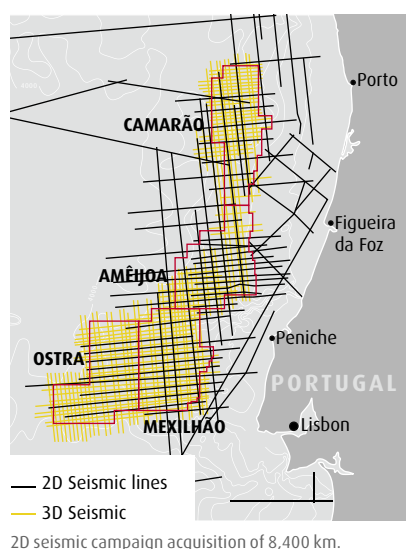 Porto
CAMARÃO
Figueira
da Foz
AMÊIJOA
Peniche
OSTRA
PORTUGAL
MEXILHÃO
Lisbon
2D Seismic lines
3D Seismic
2D seismic campaign acquisition of 8,400 km.